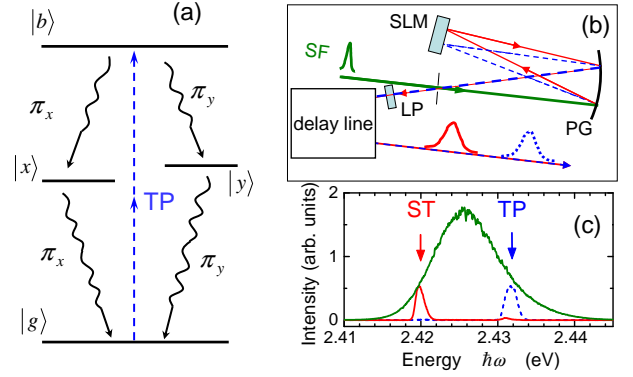 (a)
|b⟩
π_x
π_y
|x⟩
|y⟩
TP
π_x
π_y
|g⟩
(b)
SLM
SF
LP
PG
delay line
(c)
ST
TP
Intensity (arb. units)
2
1
0
2.41 2.42 2.43 2.44
Energy ħω (eV)